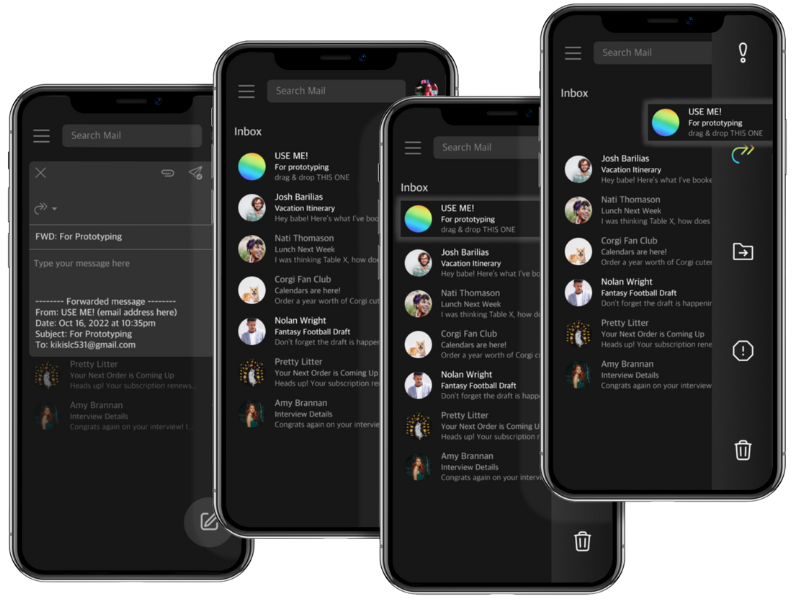 Search Mail
FWD: For Prototyping
Type your message here
-------- Forwarded message --------
From: USE ME! (email address here)
Date: Oct 16, 2022 at 10:35pm
Subject: For Prototyping
To: kikislc531@gmail.com
Pretty Litter
Your Next Order is Coming Up
Heads up! Your subscription renews...
Amy Brannan
Interview Details
Congrats again on your interview! I...
Search Mail
Inbox
USE ME!
For prototyping
drag & drop THIS ONE
Josh Barilias
Vacation Itinerary
Hey babe! Here's what I've booke
Nati Thomason
Lunch Next Week
I was thinking Table X, how do
Corgi Fan Club
Calendars are here!
Order a year worth of Corgi cut
Nolan Wright
Fantasy Football Draft
Don't forget the draft is happe
Pretty Litter
Your Next Order is Coming Up
Heads up! Your subscription
Amy Brannan
Interview Details
Congrats again on your
Search Mail
Inbox
USE ME!
For prototyping
drag & drop THIS ONE
Josh Barilias
Vacation Itinerary
Hey babe! Here's what I've bo
Nati Thomason
Lunch Next Week
I was thinking Table X, how
Corgi Fan Club
Calendars are here!
Order a year worth of Corgi
Nolan Wright
Fantasy Football Draft
Don't forget the draft is happ
Pretty Litter
Your Next Order is Coming U
Heads up! Your subscription r
Amy Brannan
Interview Details
Congrats again on your interv
Search Mail
Inbox
USE ME!
For prototyping
drag & drop THIS ONE
Josh Barilias
Vacation Itinerary
Hey babe! Here's what I've booke
Nati Thomason
Lunch Next Week
I was thinking Table X, how does
Corgi Fan Club
Calendars are here!
Order a year worth of Corgi cuter
Nolan Wright
Fantasy Football Draft
Don't forget the draft is happenin
Pretty Litter
Your Next Order is Coming Up
Heads up! Your subscription rene
Amy Brannan
Interview Details
Congrats again on your interview